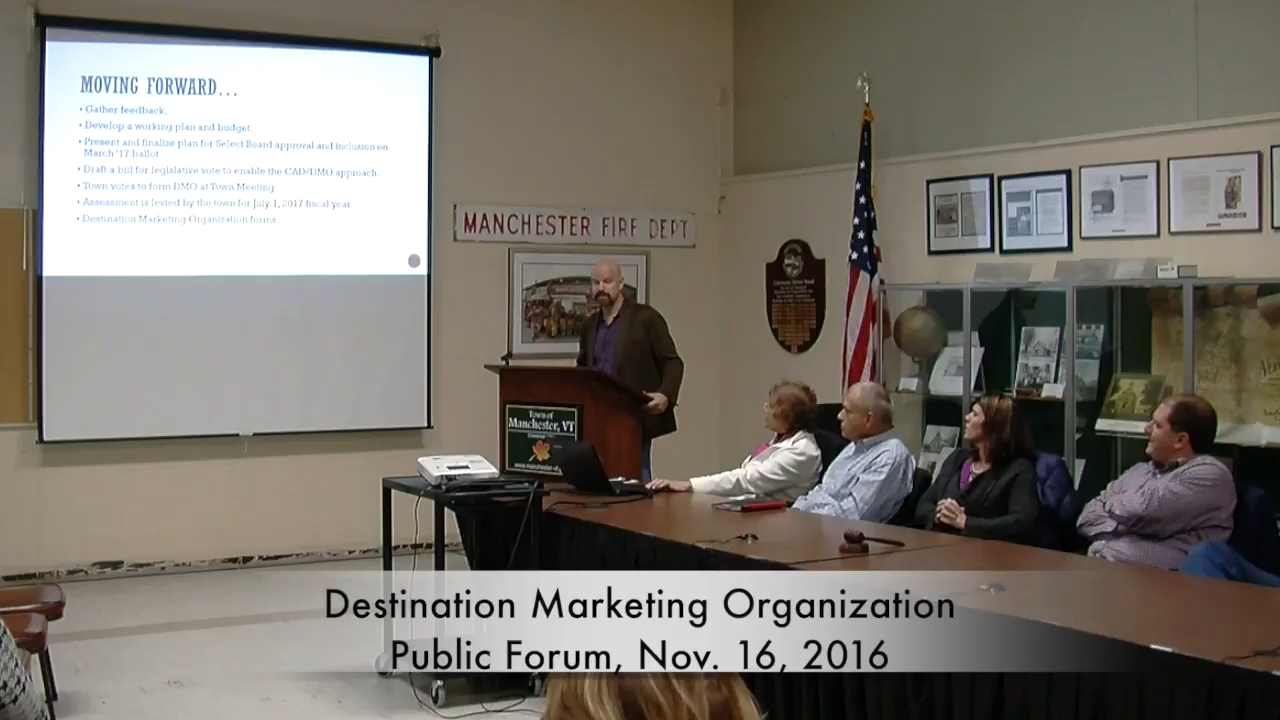 MOVING FORWARD...
• Gather feedback.
• Develop a working plan and budget.
• Present and finalize plan for Select Board approval and inclusion on
March '17 ballot
• Draft a bill for legislative vote to enable the CAD/DMO approach.
• Town votes to form DMO at Town Meeting
• Assessment is levied by the town for July 1, 2017 fiscal year
• Destination Marketing Organization forms.
MANCHESTER FIRE DEPT
Town of
Manchester, VT
Destination Marketing Organization
Public Forum, Nov. 16, 2016